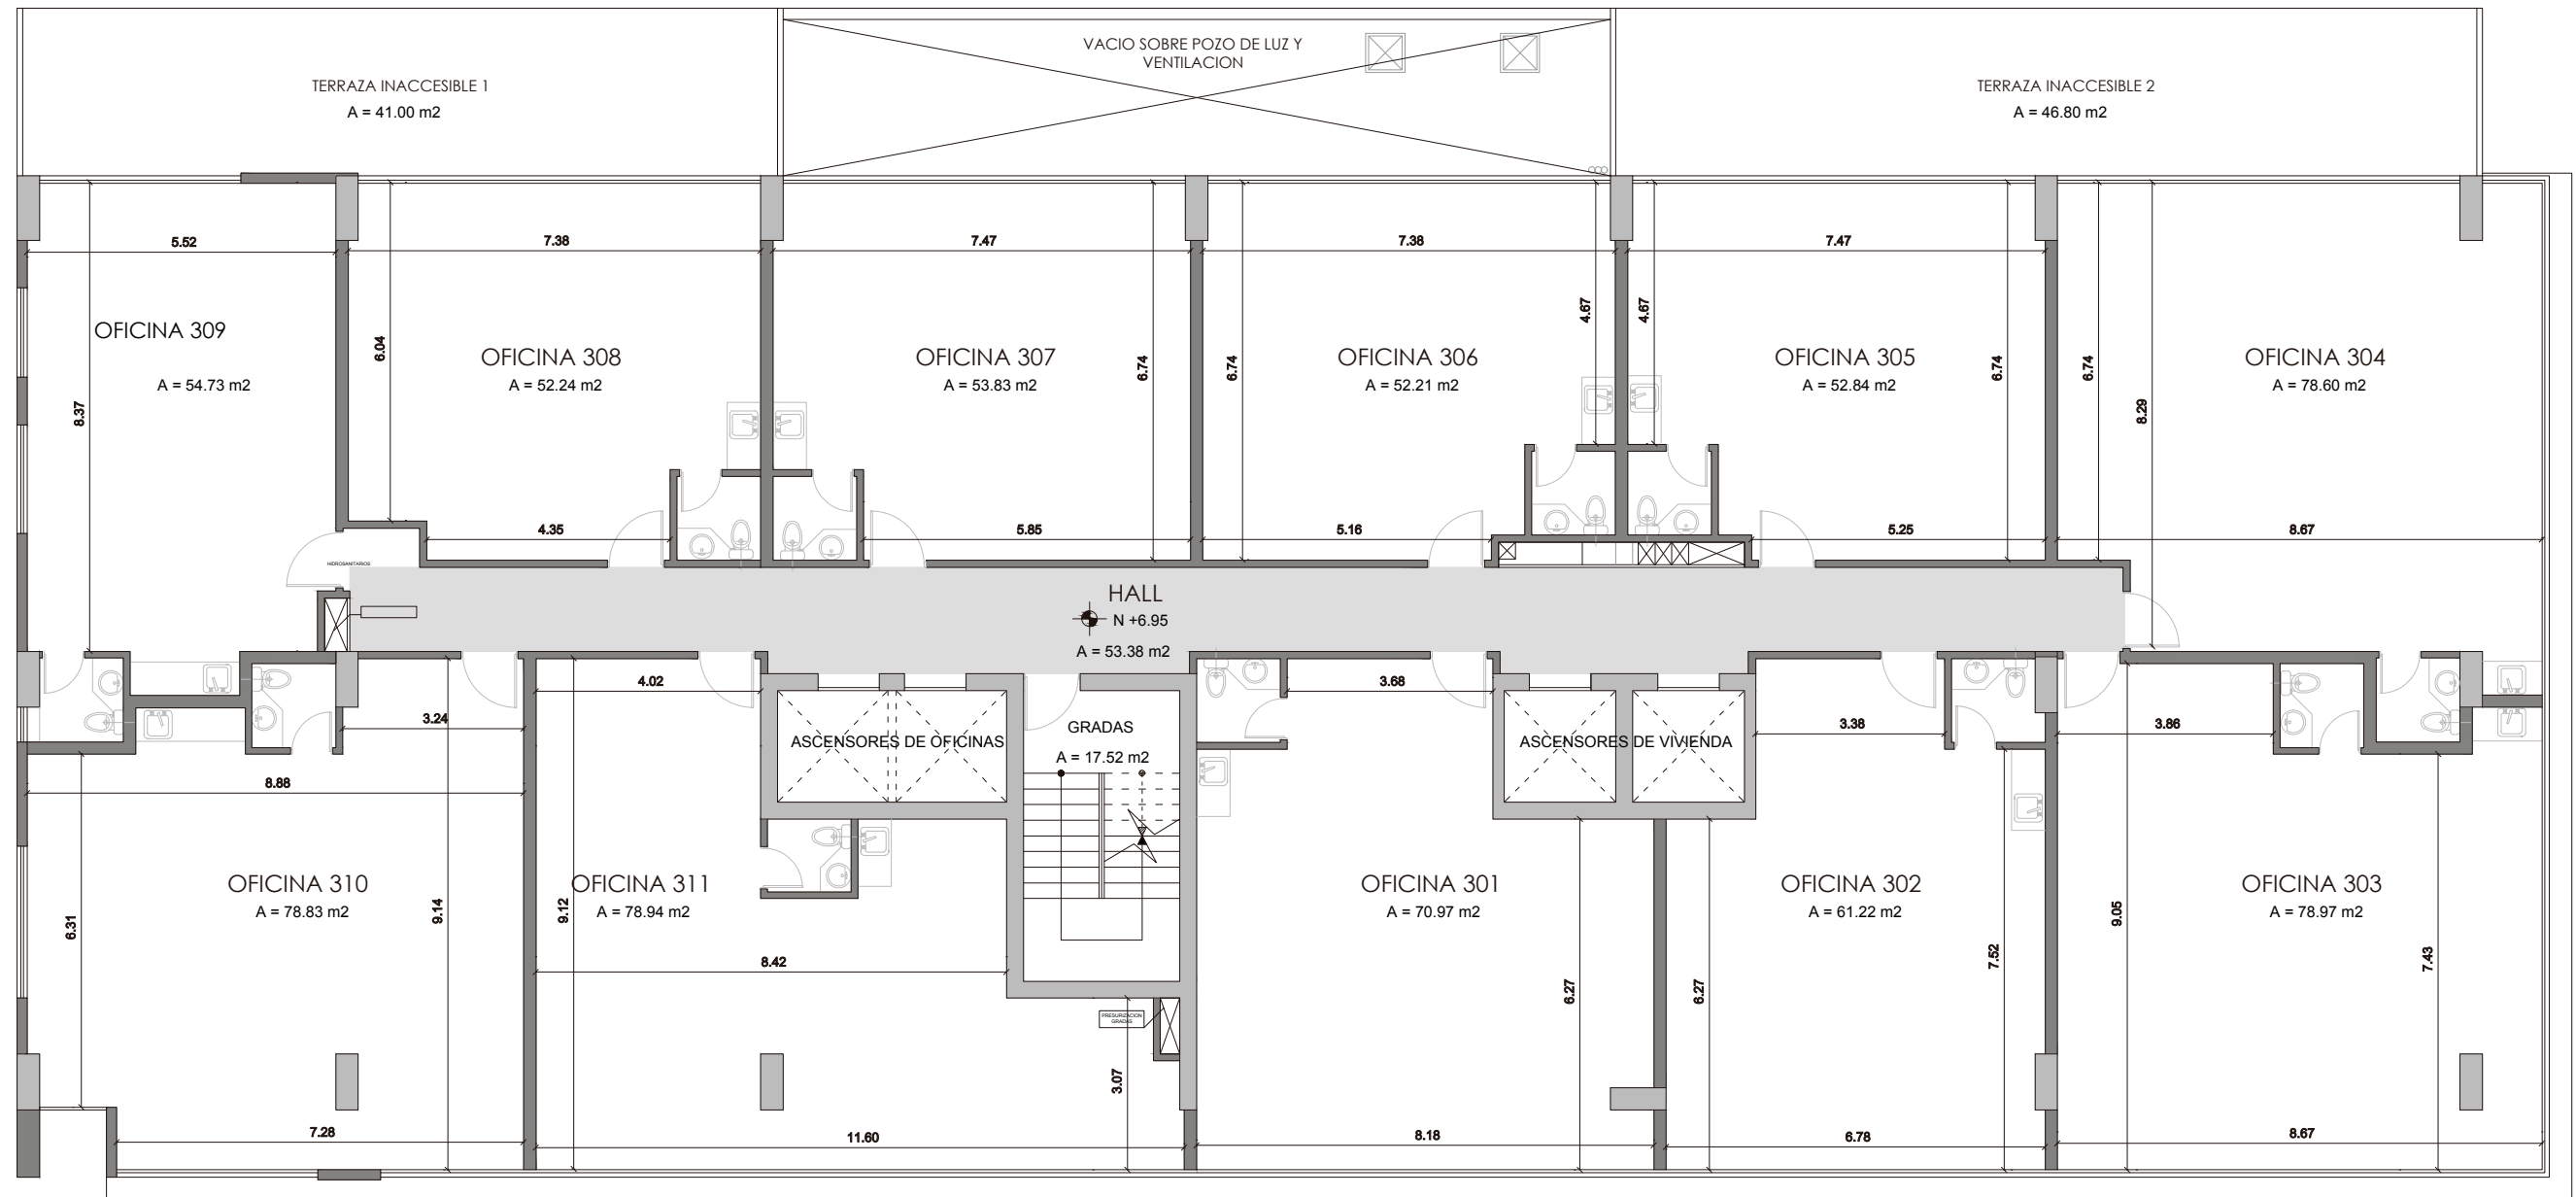 VACIO SOBRE POZO DE LUZ Y
VENTILACION
TERRAZA INACCESIBLE 1
A = 41.00 m2
TERRAZA INACCESIBLE 2
A = 46.80 m2
5.52
7.38
7.47
7.38
7.47
4.67
4.67
6.04
6.74
6.74
6.74
6.74
8.37
8.29
OFICINA 309
A = 54.73 m2
OFICINA 308
A = 52.24 m2
OFICINA 307
A = 53.83 m2
OFICINA 306
A = 52.21 m2
OFICINA 305
A = 52.84 m2
OFICINA 304
A = 78.60 m2
4.35
5.85
5.16
5.25
8.67
HIDROSANITARIOS
HALL
N +6.95
A = 53.38 m2
3.24
4.02
3.68
3.38
3.86
ASCENSORES DE OFICINAS
GRADAS
A = 17.52 m2
ASCENSORES DE VIVIENDA
8.88
OFICINA 310
A = 78.83 m2
OFICINA 311
A = 78.94 m2
OFICINA 301
A = 70.97 m2
OFICINA 302
A = 61.22 m2
OFICINA 303
A = 78.97 m2
6.31
9.14
9.12
9.05
8.42
7.52
7.43
6.27
6.27
PRESURIZACION
GRADAS
3.07
7.28
11.60
8.18
6.78
8.67